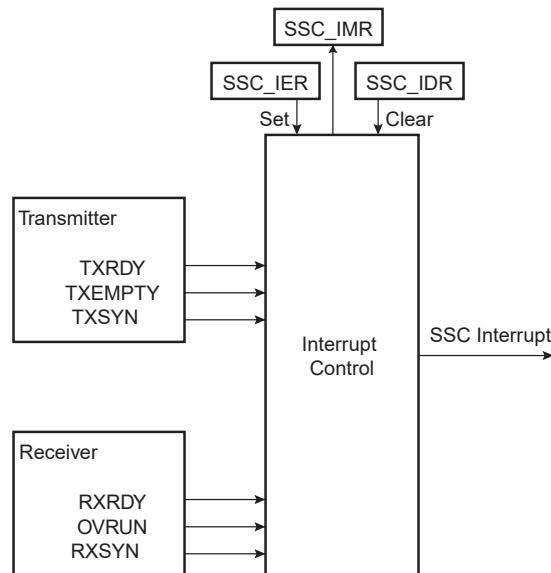 SSC_IMR
SSC_IER
SSC_IDR
Set
Clear
Transmitter
TXRDY
TXEMPTY
TXSYN
Interrupt
Control
SSC Interrupt
Receiver
RXRDY
OVRUN
RXSYN